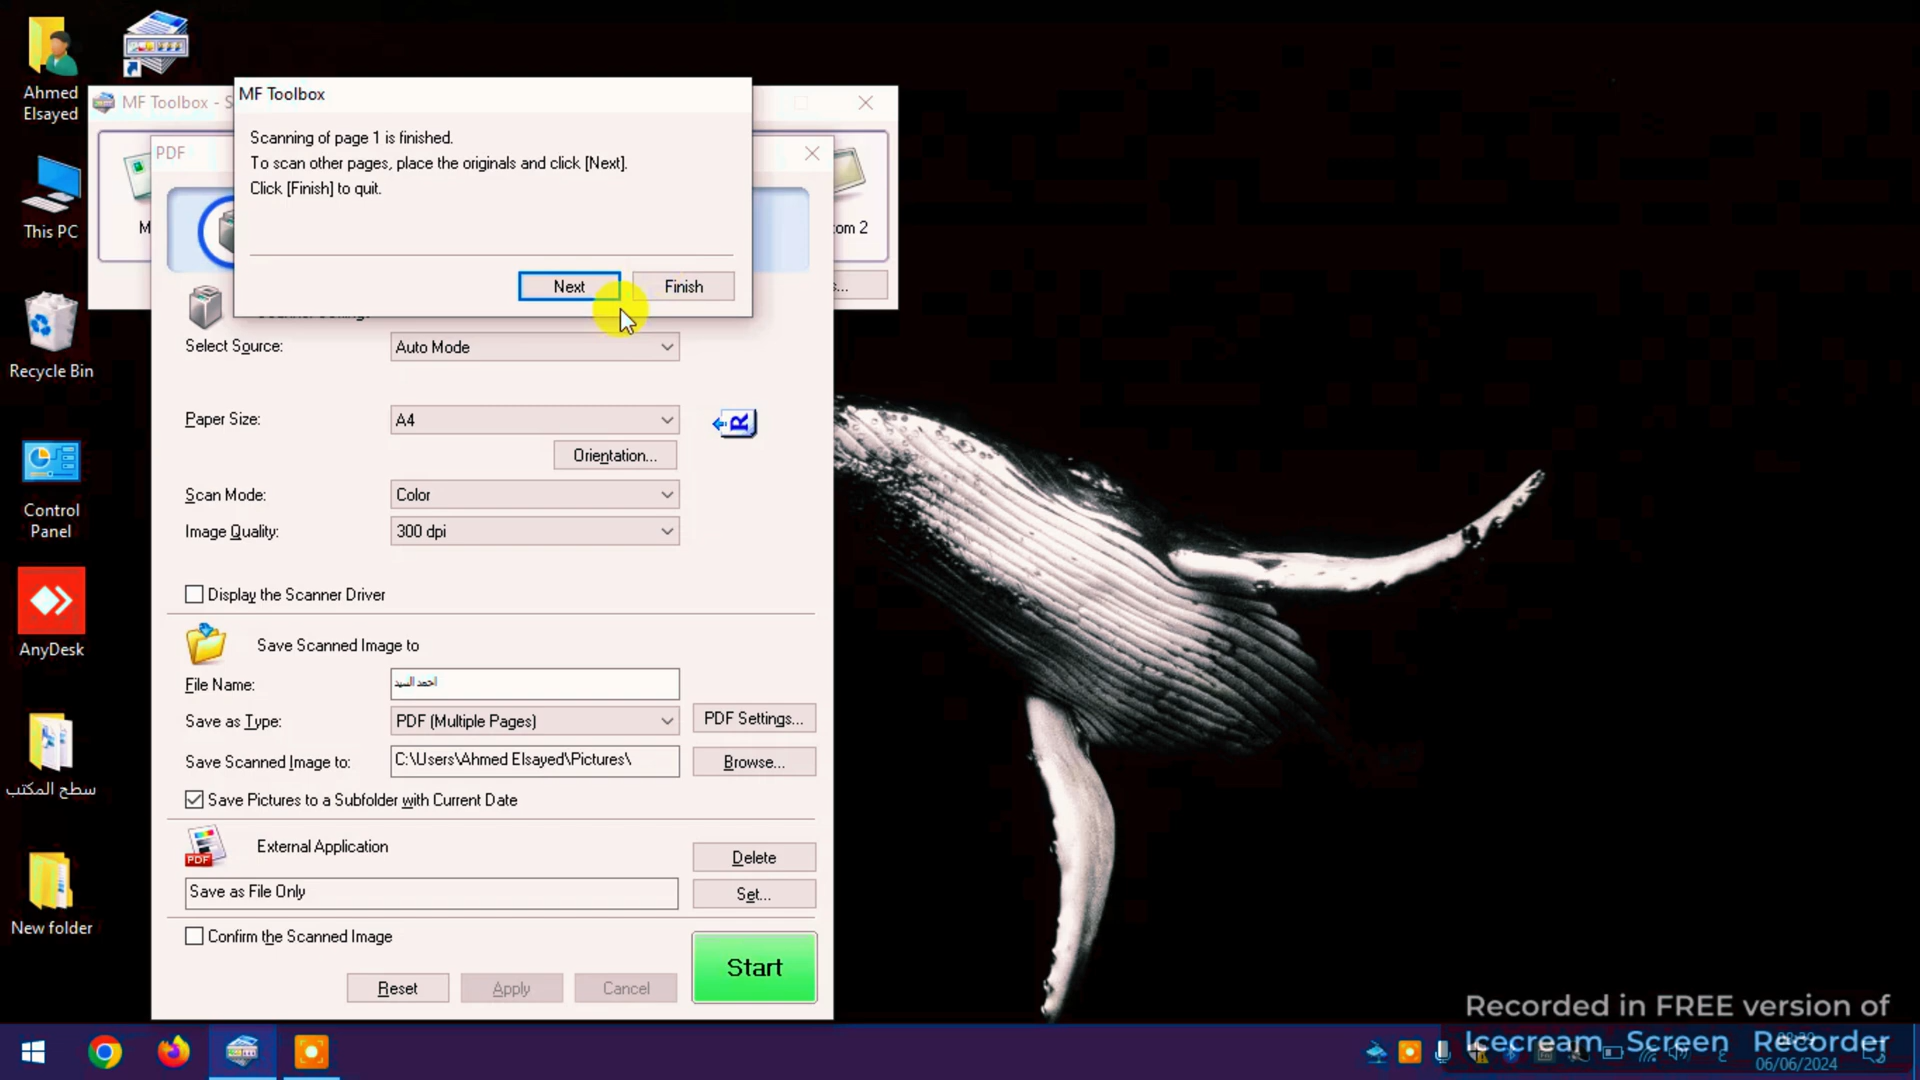 Ahmed
Elsayed
This PC
Recycle Bin
Control
Panel
AnyDesk
سطح المكتب
New folder
MF Toolbox - S
MF Toolbox
Scanning of page 1 is finished.
To scan other pages, place the originals and click [Next].
Click [Finish] to quit.
Next
Finish
PDF
M
om 2
s...
Select Source:
Auto Mode
Paper Size:
A4
R
Orientation...
Scan Mode:
Color
Image Quality:
300 dpi
Display the Scanner Driver
Save Scanned Image to
File Name:
احمد السيد
Save as Type:
PDF (Multiple Pages)
PDF Settings...
Save Scanned Image to:
C:\Users\Ahmed Elsayed\Pictures\
Browse...
Save Pictures to a Subfolder with Current Date
PDF
External Application
Delete
Save as File Only
Set...
Confirm the Scanned Image
Start
Reset
Apply
Cancel
Recorded in FREE version of
Icecream Screen Recorder
06/06/2024